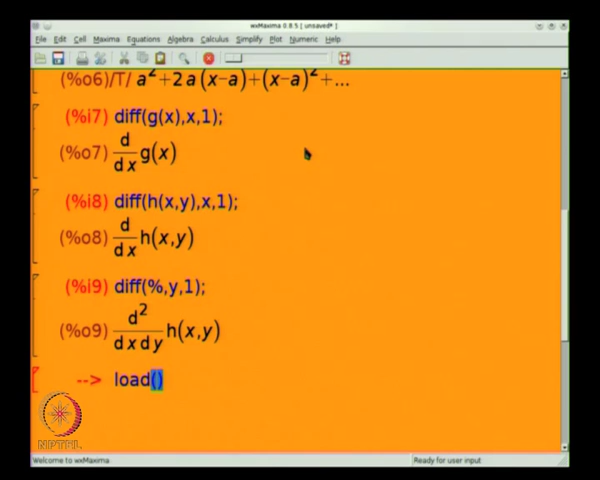 wxMaxima 0.8.5 [ unsaved* ]
File Edit Cell Maxima Equations Algebra Calculus Simplify Plot Numeric Help
(%o6)/T/ a²+2a(x-a)+(x-a)²+...
(%i7) diff(g(x),x,1);
(%o7) d/dx g(x)
(%i8) diff(h(x,y),x,1);
(%o8) d/dx h(x,y)
(%i9) diff(%,y,1);
(%o9) d²/dx dy h(x,y)
--> load()
NPTEL
Welcome to wxMaxima
Ready for user input